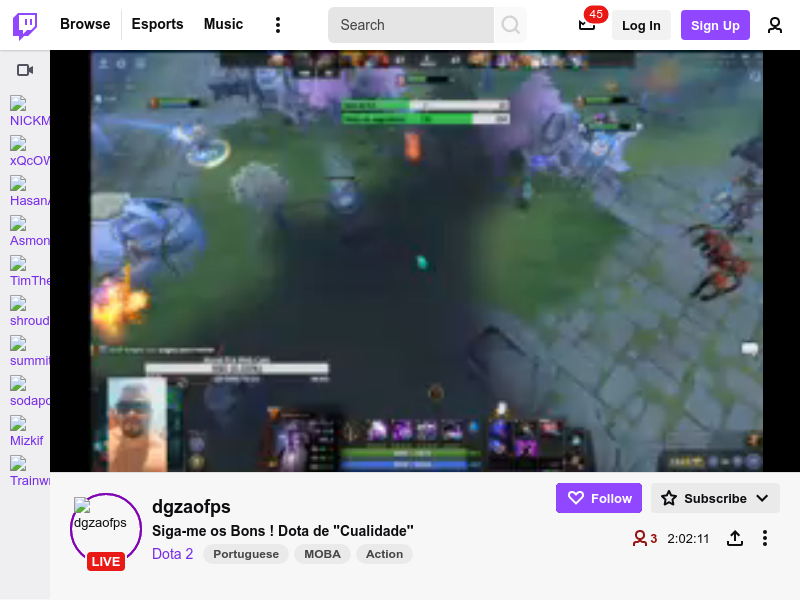 Browse
Esports
Music
Search
45
Log In
Sign Up
NICKM
xQcOW
HasanA
Asmon
TimThe
shroud
summit
sodapo
Mizkif
Trainwr
dgzaofps
LIVE
dgzaofps
Siga-me os Bons ! Dota de "Cualidade"
Dota 2
Portuguese
MOBA
Action
Follow
Subscribe
3
2:02:11